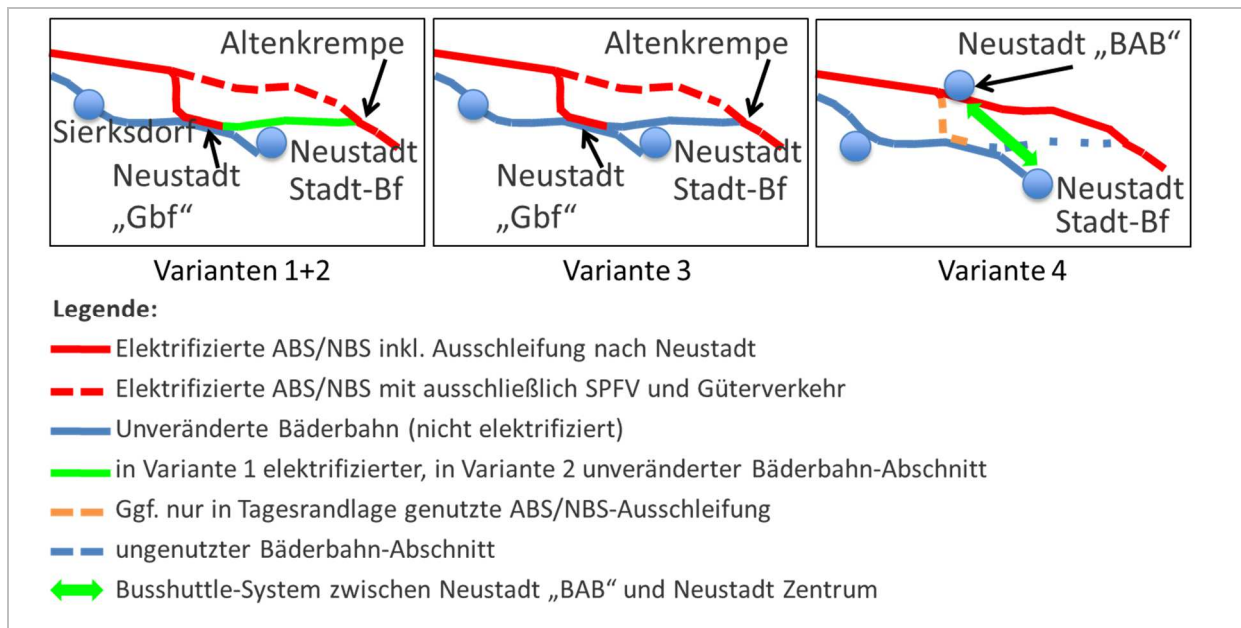 Altenkrempe
Sierksdorf
Neustadt
„Gbf“
Neustadt
Stadt-Bf
Varianten 1+2
Altenkrempe
Neustadt
„Gbf“
Neustadt
Stadt-Bf
Variante 3
Neustadt „BAB“
Neustadt
Stadt-Bf
Variante 4
Legende:
Elektrifizierte ABS/NBS inkl. Ausschleifung nach Neustadt
Elektrifizierte ABS/NBS mit ausschließlich SPFV und Güterverkehr
Unveränderte Bäderbahn (nicht elektrifiziert)
in Variante 1 elektrifizierter, in Variante 2 unveränderter Bäderbahn-Abschnitt
Ggf. nur in Tagesrandlage genutzte ABS/NBS-Ausschleifung
ungenutzter Bäderbahn-Abschnitt
Busshuttle-System zwischen Neustadt „BAB“ und Neustadt Zentrum